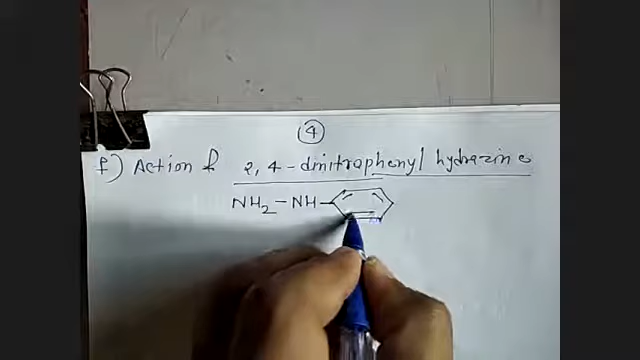 4
f) Action of 2, 4-dinitrophenyl hydrazine
NH2-NH-